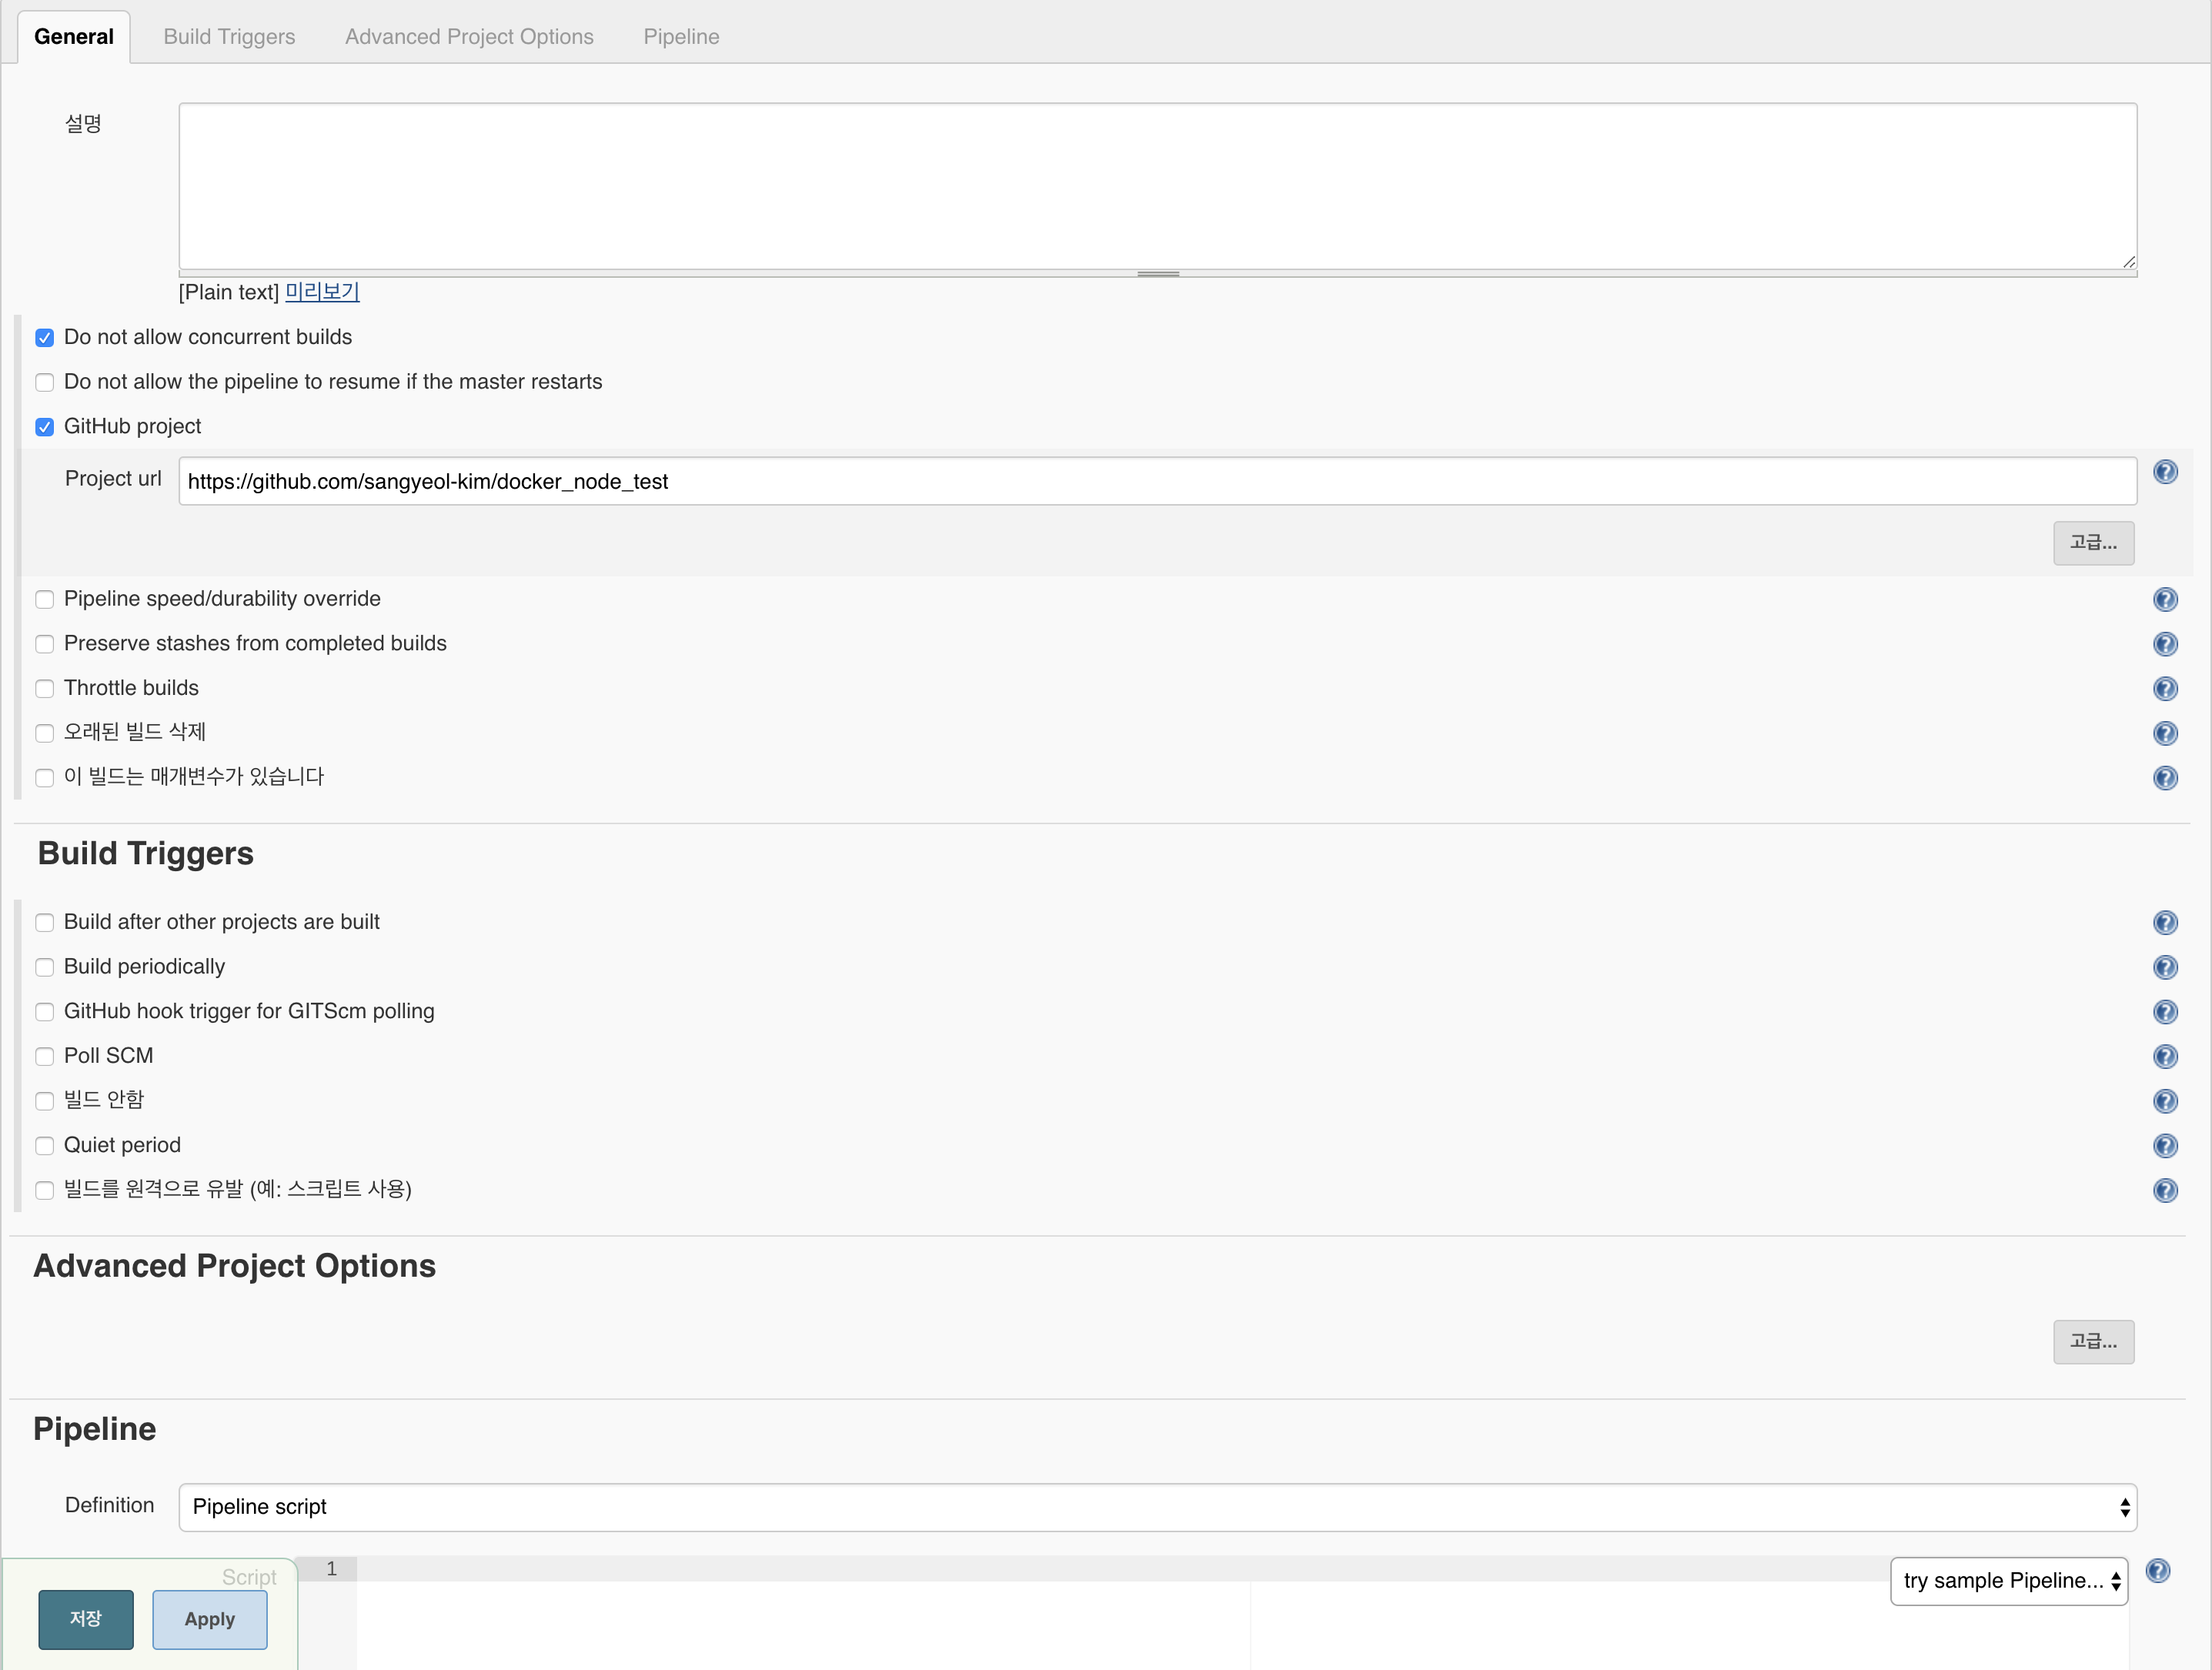 General Build Triggers Advanced Project Options Pipeline
설명
[Plain text] 미리보기
Do not allow concurrent builds
Do not allow the pipeline to resume if the master restarts
GitHub project
Project url https://github.com/sangyeol-kim/docker_node_test
고급...
Pipeline speed/durability override
Preserve stashes from completed builds
Throttle builds
오래된 빌드 삭제
이 빌드는 매개변수가 있습니다
Build Triggers
Build after other projects are built
Build periodically
GitHub hook trigger for GITScm polling
Poll SCM
빌드 안함
Quiet period
빌드를 원격으로 유발 (예: 스크립트 사용)
Advanced Project Options
고급...
Pipeline
Definition Pipeline script
Script 1 try sample Pipeline...
저장 Apply